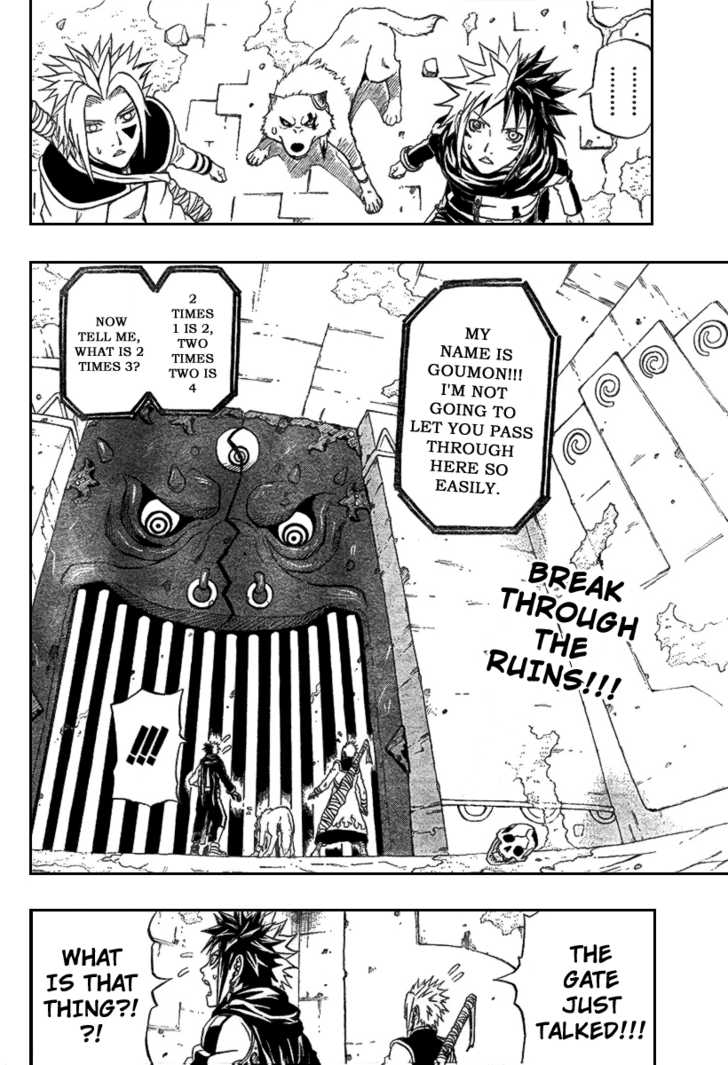 .........
MY
NAME IS
GOUMON!!!
I'M NOT
GOING TO
LET YOU PASS
THROUGH
HERE SO
EASILY.
2
TIMES
1 IS 2,
TWO
TIMES
TWO IS
4
NOW
TELL ME,
WHAT IS 2
TIMES 3?
BREAK
THROUGH
THE
RUINS!!!
!!!
THE
GATE
JUST
TALKED!!!
WHAT
IS THAT
THING?!
?!